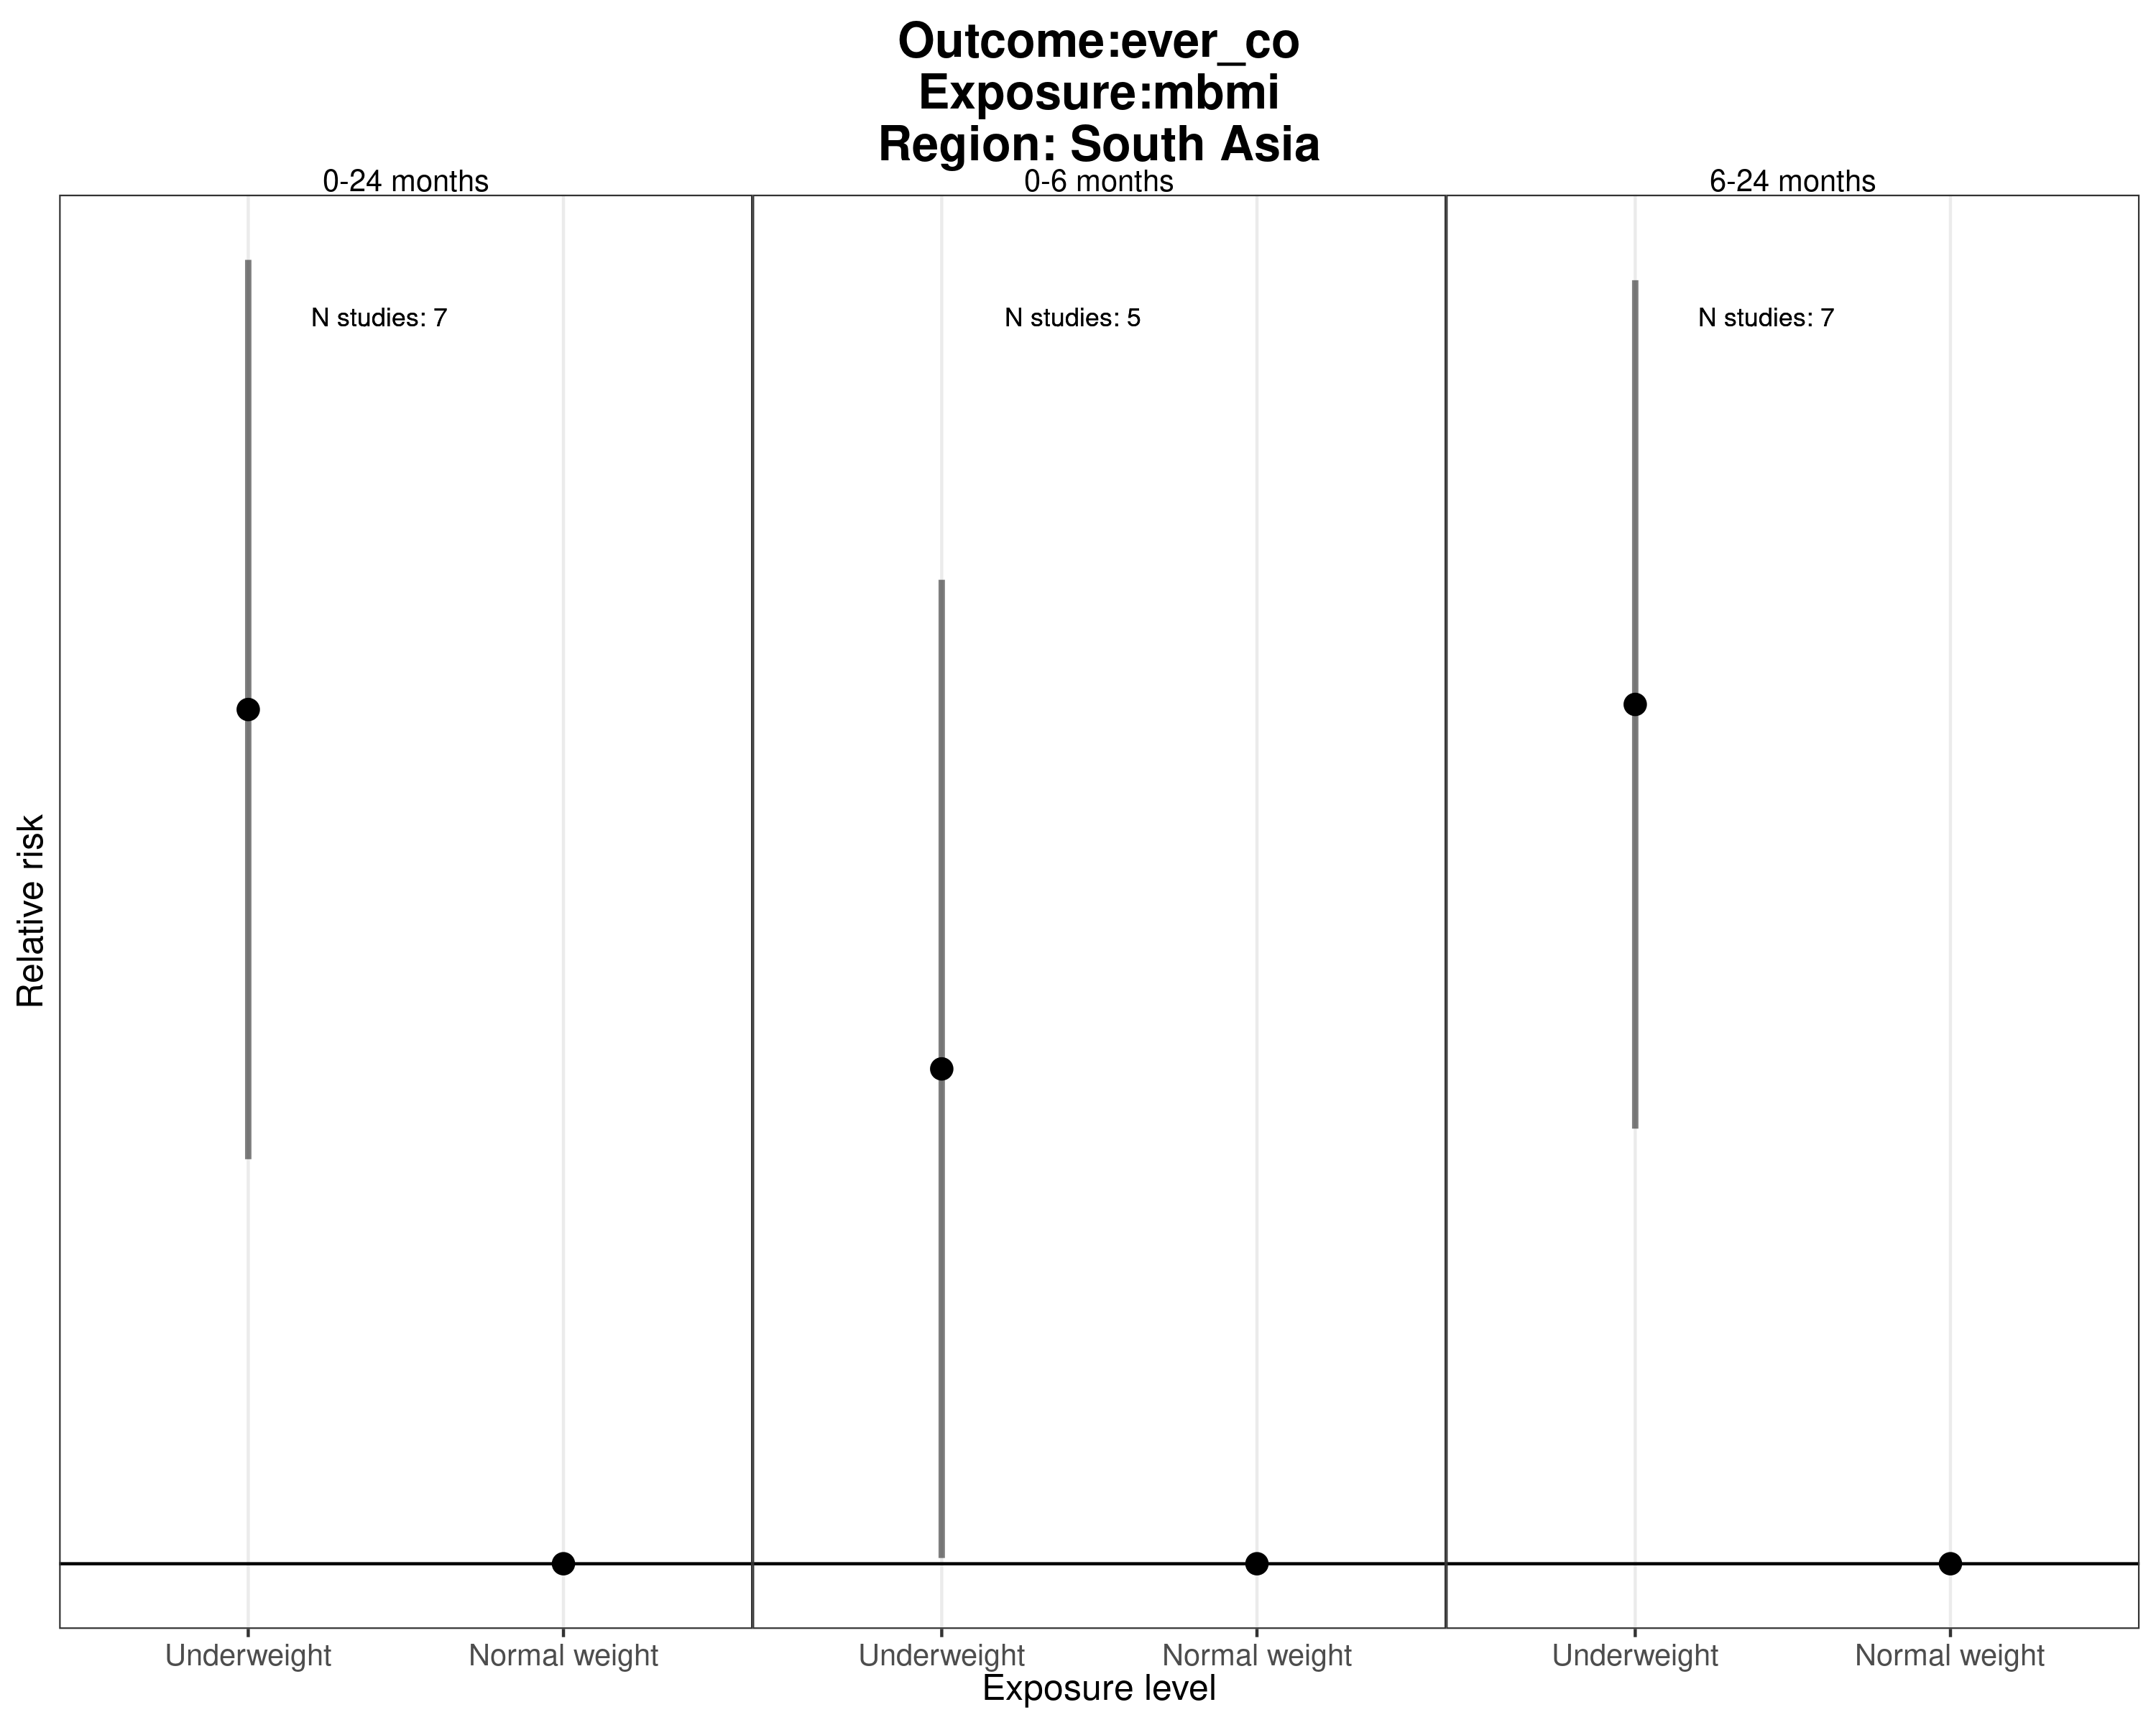 Outcome:ever_co
Exposure:mbmi
Region: South Asia
0-24 months
0-6 months
6-24 months
N studies: 7
N studies: 5
N studies: 7
Relative risk
Underweight
Normal weight
Underweight
Normal weight
Underweight
Normal weight
Exposure level